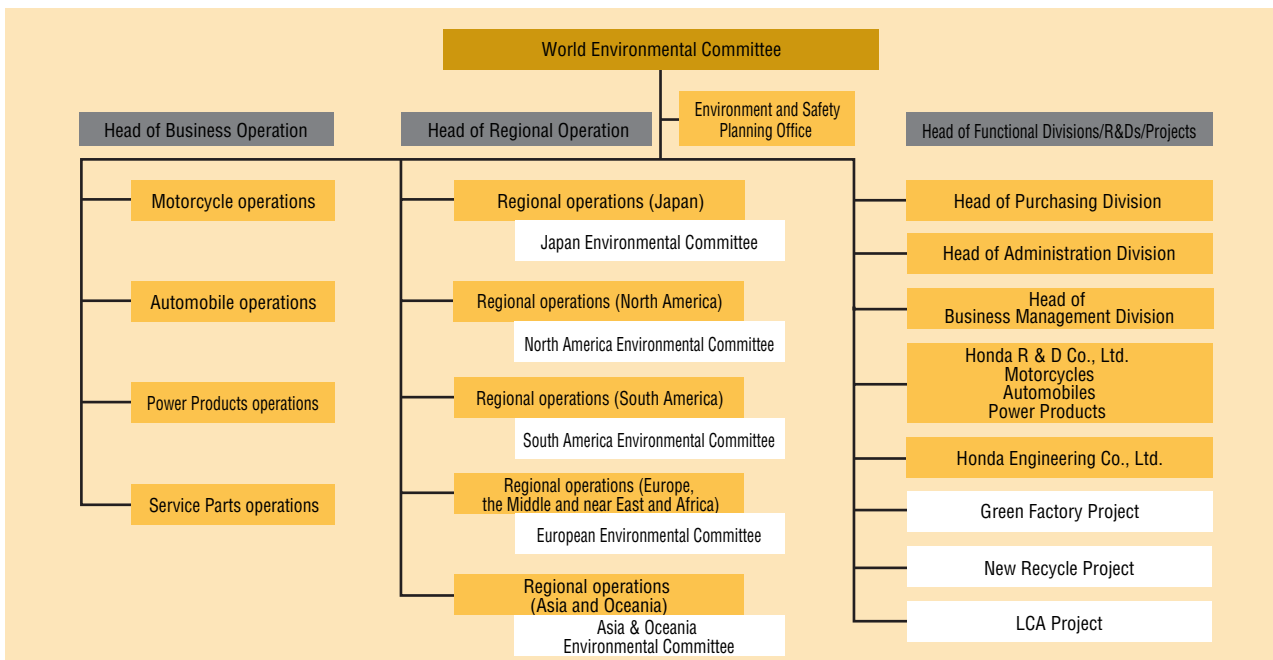 World Environmental Committee
Environment and Safety
Planning Office
Head of Business Operation
Motorcycle operations
Automobile operations
Power Products operations
Service Parts operations
Head of Regional Operation
Regional operations (Japan)
Japan Environmental Committee
Regional operations (North America)
North America Environmental Committee
Regional operations (South America)
South America Environmental Committee
Regional operations (Europe,
the Middle and near East and Africa)
European Environmental Committee
Regional operations
(Asia and Oceania)
Asia & Oceania
Environmental Committee
Head of Functional Divisions/R&Ds/Projects
Head of Purchasing Division
Head of Administration Division
Head of
Business Management Division
Honda R & D Co., Ltd.
Motorcycles
Automobiles
Power Products
Honda Engineering Co., Ltd.
Green Factory Project
New Recycle Project
LCA Project